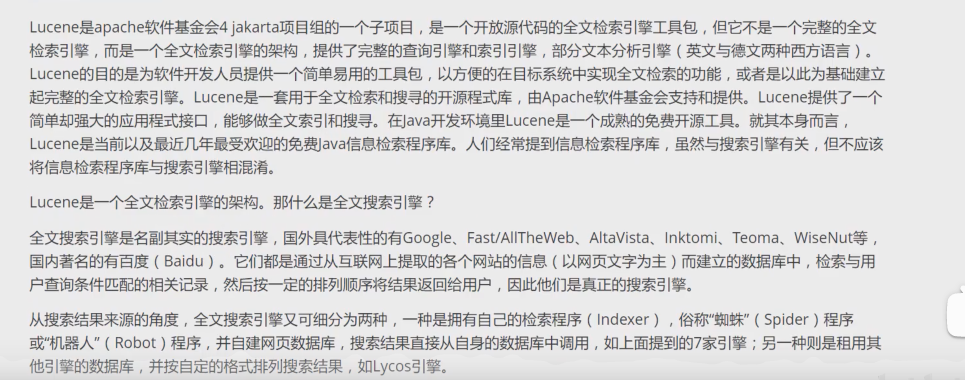 Lucene是apache软件基金会4 jakarta项目组的一个子项目，是一个开放源代码的全文检索引擎工具包，但它不是一个完整的全文
检索引擎，而是一个全文检索引擎的架构，提供了完整的查询引擎和索引引擎，部分文本分析引擎（英文与德文两种西方语言）。
Lucene的目的是为软件开发人员提供一个简单易用的工具包，以方便的在目标系统中实现全文检索的功能，或者是以此为基础建立
起完整的全文检索引擎。Lucene是一套用于全文检索和搜寻的开源程式库，由Apache软件基金会支持和提供。Lucene提供了一个
简单却强大的应用程式接口，能够做全文索引和搜寻。在Java开发环境里Lucene是一个成熟的免费开源工具。就其本身而言，
Lucene是当前以及最近几年最受欢迎的免费Java信息检索程序库。人们经常提到信息检索程序库，虽然与搜索引擎有关，但不应该
将信息检索程序库与搜索引擎相混淆。
Lucene是一个全文检索引擎的架构。那什么是全文搜索引擎？
全文搜索引擎是名副其实的搜索引擎，国外具代表性的有Google、Fast/AllTheWeb、AltaVista、Inktomi、Teoma、WiseNut等，
国内著名的有百度（Baidu）。它们都是通过从互联网上提取的各个网站的信息（以网页文字为主）而建立的数据库中，检索与用
户查询条件匹配的相关记录，然后按一定的排列顺序将结果返回给用户，因此他们是真正的搜索引擎。
从搜索结果来源的角度，全文搜索引擎又可细分为两种，一种是拥有自己的检索程序（Indexer），俗称“蜘蛛”（Spider）程序
或“机器人”（Robot）程序，并自建网页数据库，搜索结果直接从自身的数据库中调用，如上面提到的7家引擎；另一种则是租用其
他引擎的数据库，并按自定的格式排列搜索结果，如Lycos引擎。